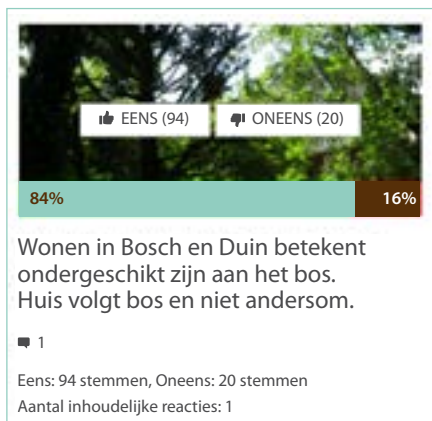 EENS (94) ONEENS (20)
84% 16%
Wonen in Bosch en Duin betekent
ondergeschikt zijn aan het bos.
Huis volgt bos en niet andersom.
1
Eens: 94 stemmen, Oneens: 20 stemmen
Aantal inhoudelijke reacties: 1